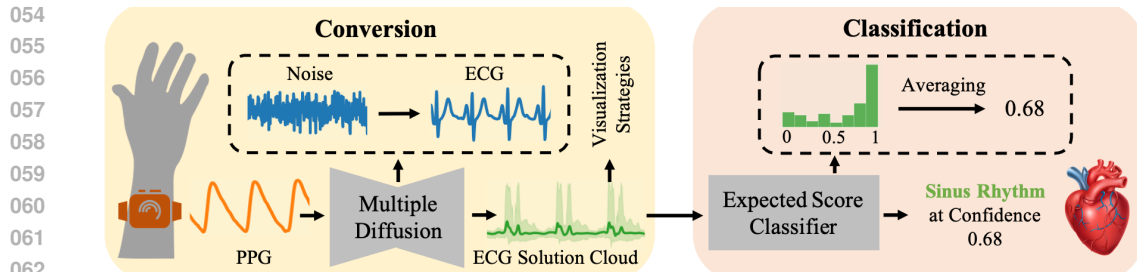 054
055
056
057
058
059
060
061
062
Conversion
Noise
ECG
Visualization
Strategies
PPG
Multiple
Diffusion
ECG Solution Cloud
Classification
0
0.5
1
Averaging
0.68
Expected Score
Classifier
Sinus Rhythm
at Confidence
0.68